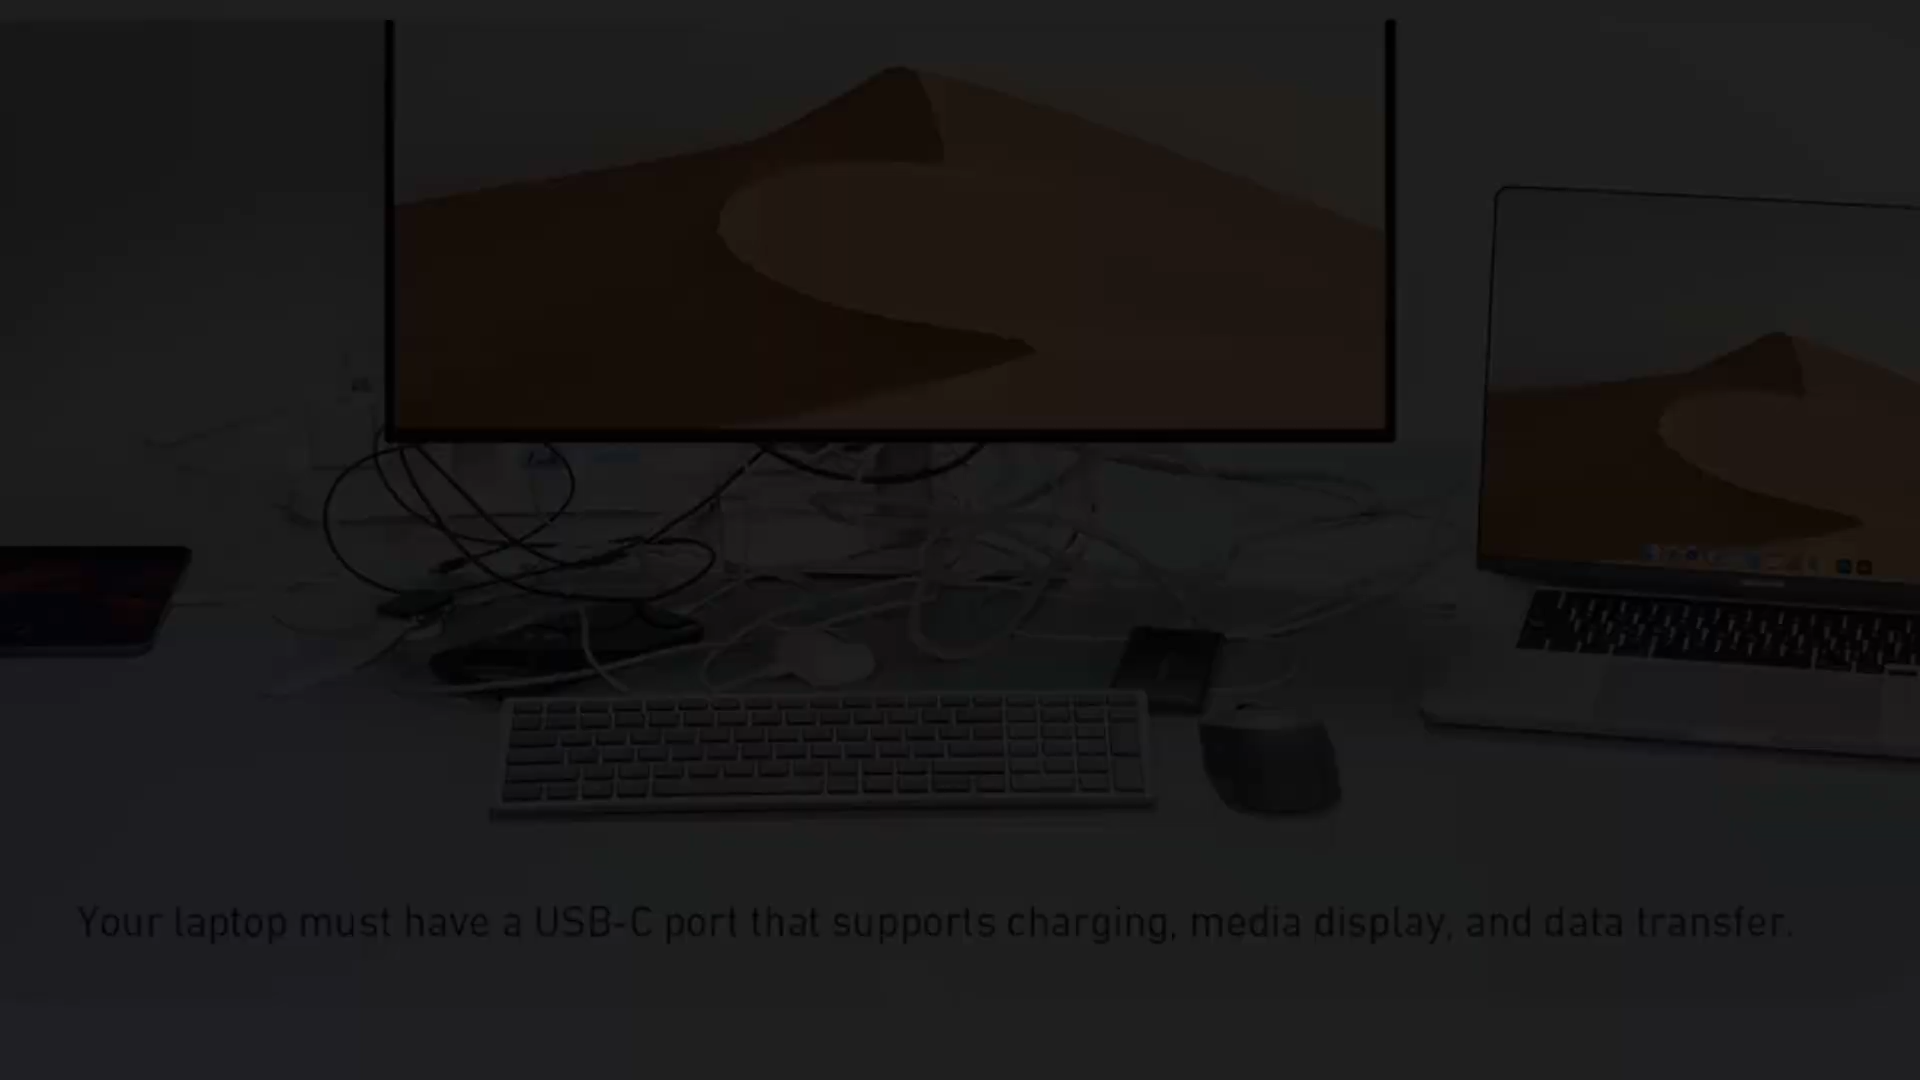 Your laptop must have a USB-C port that supports charging, media display, and data transfer.